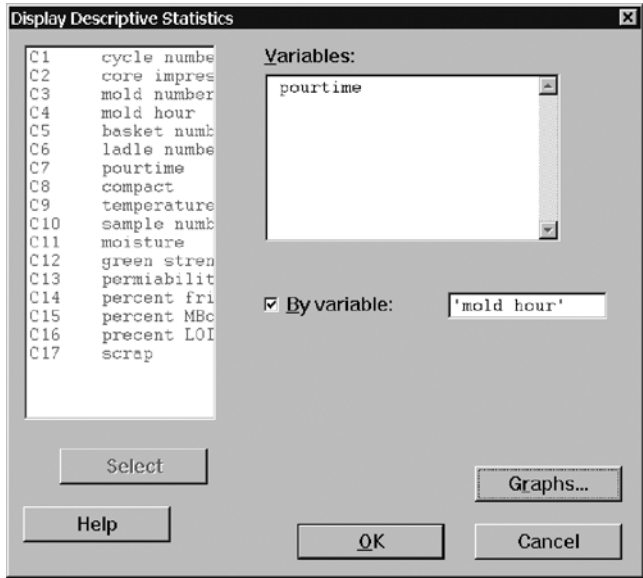 Display Descriptive Statistics
C1 cycle numbe
C2 core impres
C3 mold number
C4 mold hour
C5 basket numb
C6 ladle numbe
C7 pourtime
C8 compact
C9 temperature
C10 sample numb
C11 moisture
C12 green stren
C13 permiabilit
C14 percent fri
C15 percent MBc
C16 precent LOI
C17 scrap
Variables:
pourtime
By variable:
'mold hour'
Select
Graphs...
Help
OK
Cancel